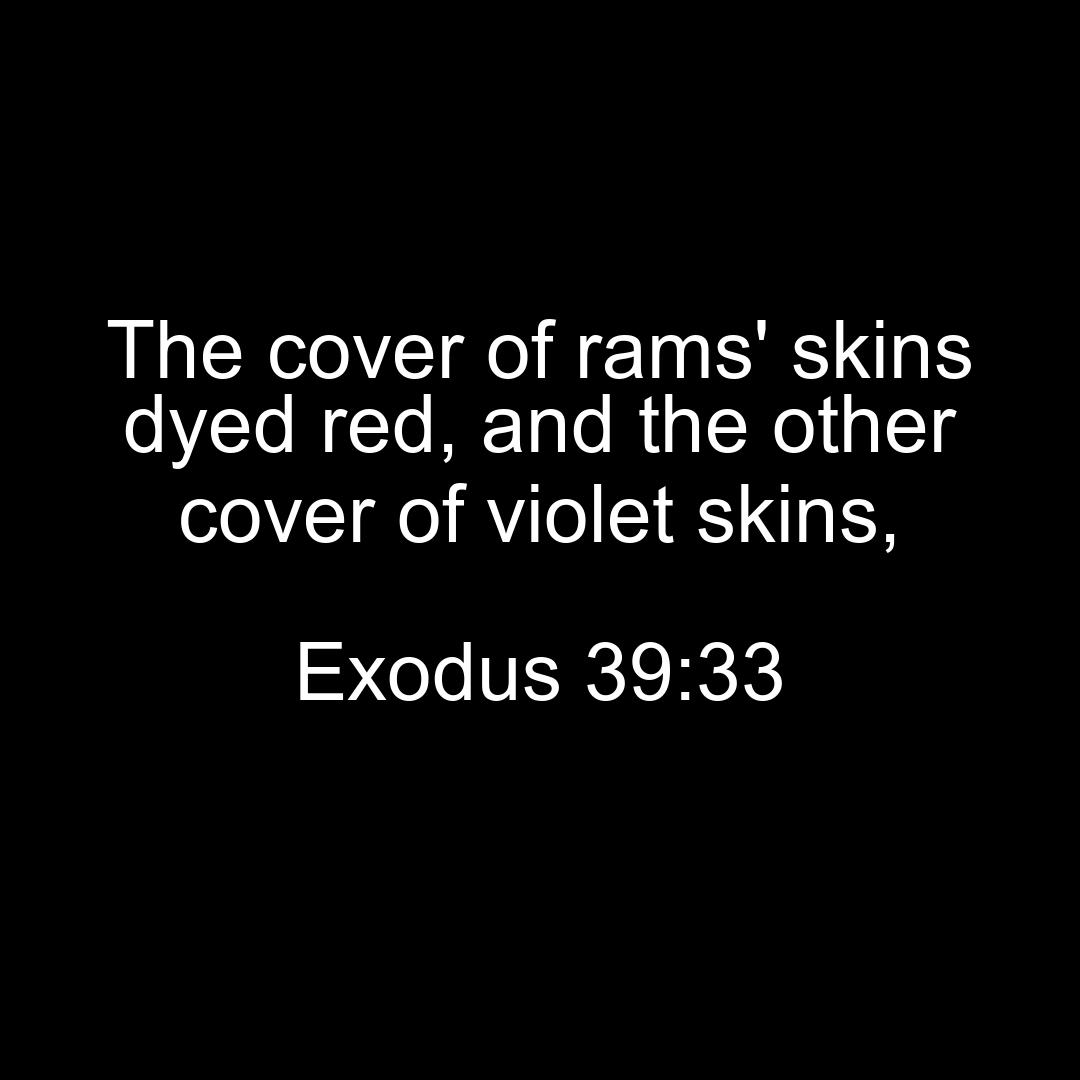 The cover of rams' skins
dyed red, and the other
cover of violet skins,
Exodus 39:33